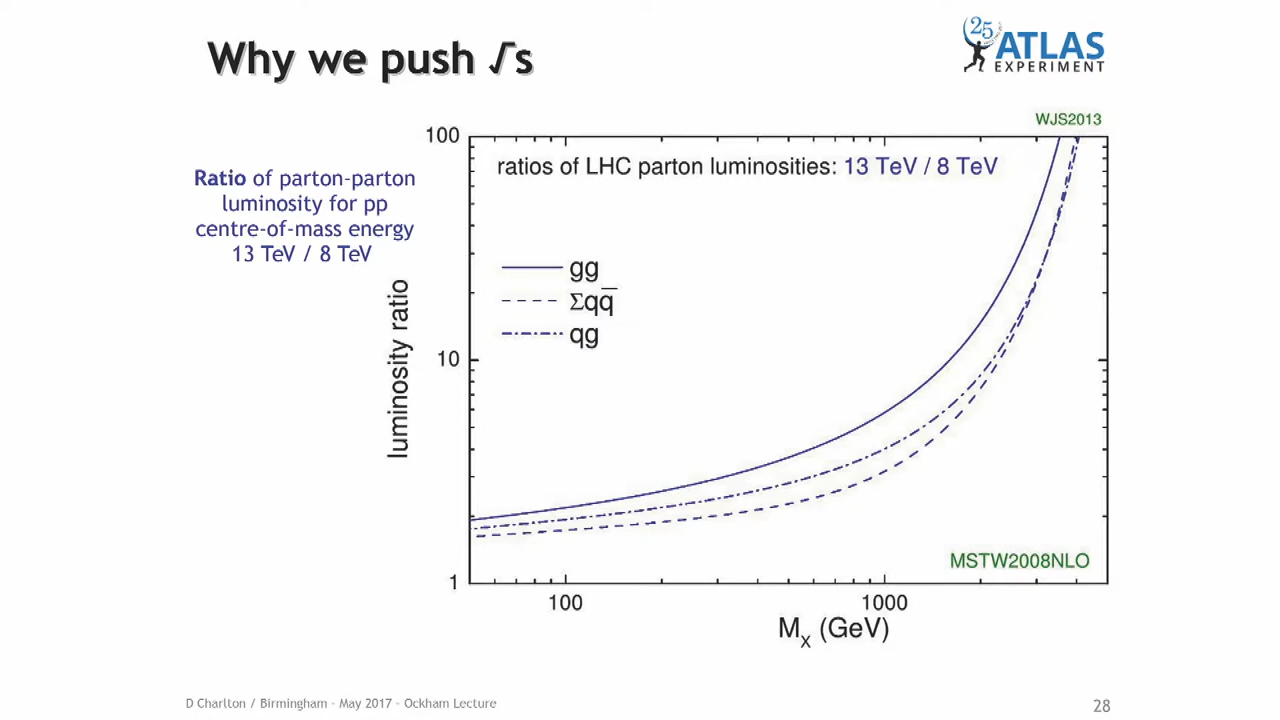 Why we push √s
25
ATLAS
EXPERIMENT
WJS2013
Ratio of parton-parton
luminosity for pp
centre-of-mass energy
13 TeV / 8 TeV
ratios of LHC parton luminosities: 13 TeV / 8 TeV
gg
Σqq̅
qg
luminosity ratio
100
10
1
MSTW2008NLO
100
1000
Mx (GeV)
D Charlton / Birmingham – May 2017 – Ockham Lecture
28